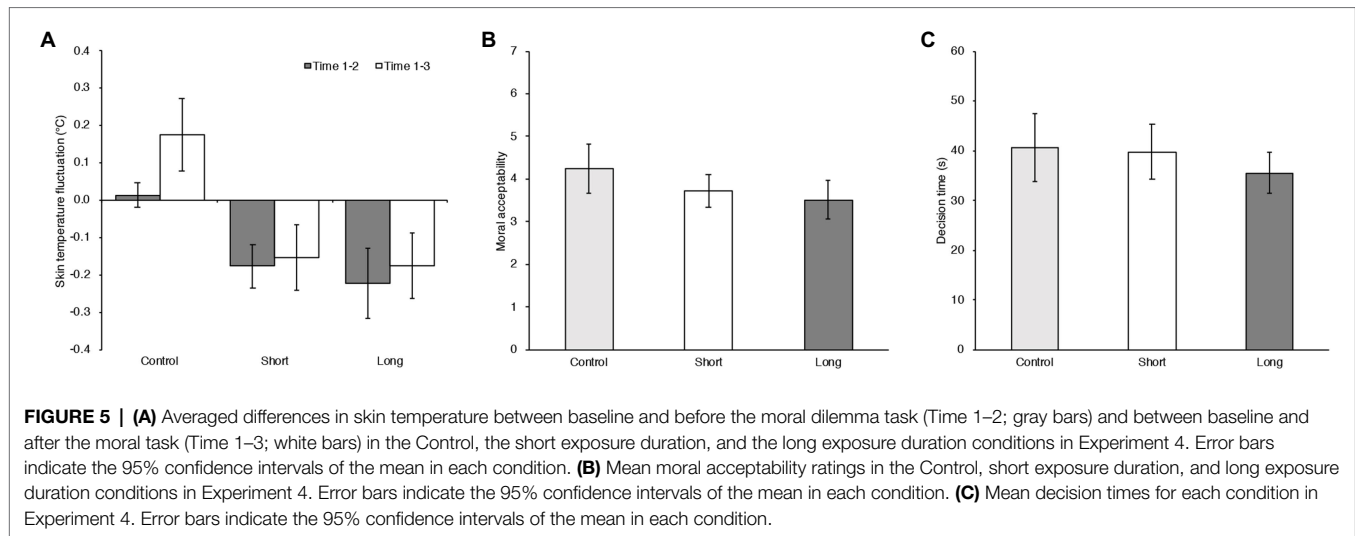 A
Skin temperature fluctuation (°C)
0.4
0.3
0.2
0.1
0.0
-0.1
-0.2
-0.3
-0.4
Time 1-2
Time 1-3
Control
Short
Long
B
Moral acceptability
7
6
5
4
3
2
1
0
Control
Short
Long
C
Decision time (s)
60
50
40
30
20
10
0
Control
Short
Long
FIGURE 5 | (A) Averaged differences in skin temperature between baseline and before the moral dilemma task (Time 1–2; gray bars) and between baseline and
after the moral task (Time 1–3; white bars) in the Control, the short exposure duration, and the long exposure duration conditions in Experiment 4. Error bars
indicate the 95% confidence intervals of the mean in each condition. (B) Mean moral acceptability ratings in the Control, short exposure duration, and long exposure
duration conditions in Experiment 4. Error bars indicate the 95% confidence intervals of the mean in each condition. (C) Mean decision times for each condition in
Experiment 4. Error bars indicate the 95% confidence intervals of the mean in each condition.